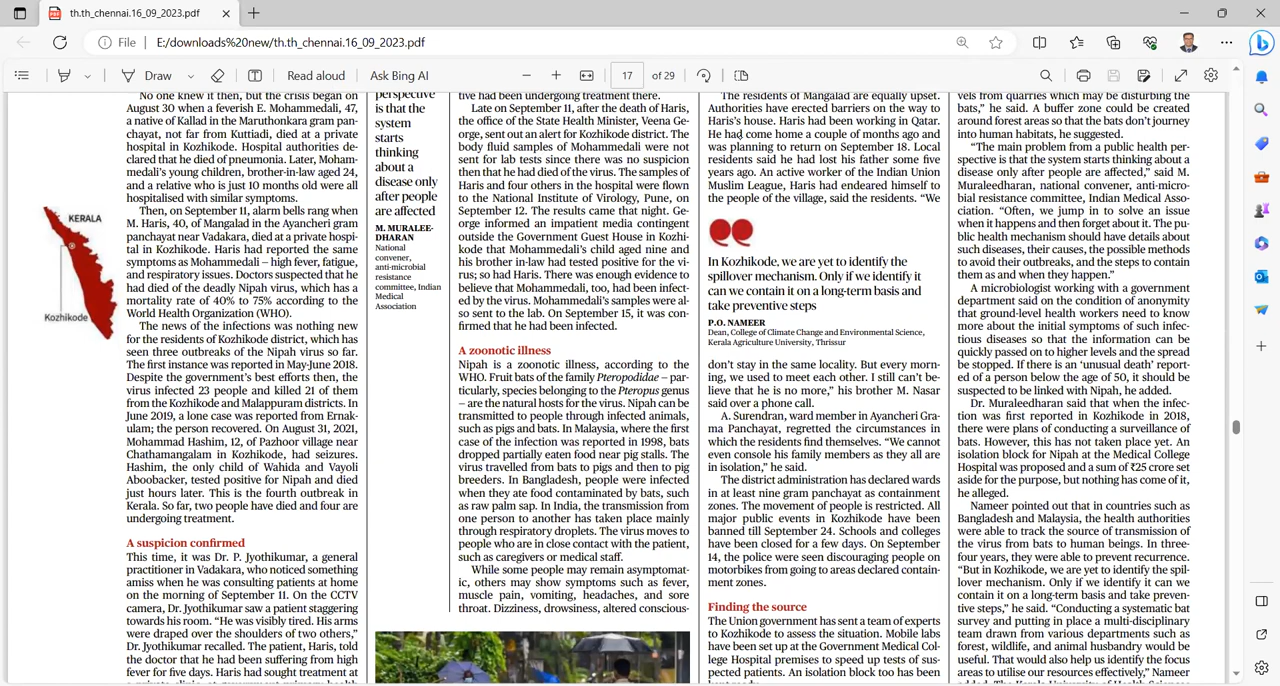 th.th_chennai.16_09_2023.pdf
File
E:/downloads%20new/th.th_chennai.16_09_2023.pdf
Draw
Read aloud
Ask Bing AI
17
of 29
KERALA
Kozhikode
No one knew it then, but the crisis began on
August 30 when a feverish E. Mohammedali, 47,
a native of Kallad in the Maruthonkara gram pan-
chayat, not far from Kuttiadi, died at a private
hospital in Kozhikode. Hospital authorities de-
clared that he died of pneumonia. Later, Moham-
medali's young children, brother-in-law aged 24,
and a relative who is just 10 months old were all
hospitalised with similar symptoms.
Then, on September 11, alarm bells rang when
M. Haris, 40, of Mangalad in the Ayancheri gram
panchayat near Vadakara, died at a private hospi-
tal in Kozhikode. Haris had reported the same
symptoms as Mohammedali – high fever, fatigue,
and respiratory issues. Doctors suspected that he
had died of the deadly Nipah virus, which has a
mortality rate of 40% to 75% according to the
World Health Organization (WHO).
The news of the infections was nothing new
for the residents of Kozhikode district, which has
seen three outbreaks of the Nipah virus so far.
The first instance was reported in May-June 2018.
Despite the government's best efforts then, the
virus infected 23 people and killed 21 of them
from the Kozhikode and Malappuram districts. In
June 2019, a lone case was reported from Ernak-
ulam; the person recovered. On August 31, 2021,
Mohammad Hashim, 12, of Pazhoor village near
Chathamangalam in Kozhikode, had seizures.
Hashim, the only child of Wahida and Vayoli
Aboobacker, tested positive for Nipah and died
just hours later. This is the fourth outbreak in
Kerala. So far, two people have died and four are
undergoing treatment.
A suspicion confirmed
This time, it was Dr. P. Jyothikumar, a general
practitioner in Vadakara, who noticed something
amiss when he was consulting patients at home
on the morning of September 11. On the CCTV
camera, Dr. Jyothikumar saw a patient staggering
towards his room. "He was visibly tired. His arms
were draped over the shoulders of two others,"
Dr. Jyothikumar recalled. The patient, Haris, told
the doctor that he had been suffering from high
fever for five days. Haris had sought treatment at
perspective
is that the
system
starts
thinking
about a
disease only
after people
are affected
M. MURALEE-
DHARAN
National
convener,
anti-microbial
resistance
committee, Indian
Medical
Association
tive had been undergoing treatment there.
Late on September 11, after the death of Haris,
the office of the State Health Minister, Veena Ge-
orge, sent out an alert for Kozhikode district. The
body fluid samples of Mohammedali were not
sent for lab tests since there was no suspicion
then that he had died of the virus. The samples of
Haris and four others in the hospital were flown
to the National Institute of Virology, Pune, on
September 12. The results came that night. Ge-
orge informed an impatient media contingent
outside the Government Guest House in Kozhi-
kode that Mohammedali's child aged nine and
his brother in-law had tested positive for the vi-
rus; so had Haris. There was enough evidence to
believe that Mohammedali, too, had been infect-
ed by the virus. Mohammedali's samples were al-
so sent to the lab. On September 15, it was con-
firmed that he had been infected.
A zoonotic illness
Nipah is a zoonotic illness, according to the
WHO. Fruit bats of the family Pteropodidae – par-
ticularly, species belonging to the Pteropus genus
– are the natural hosts for the virus. Nipah can be
transmitted to people through infected animals,
such as pigs and bats. In Malaysia, where the first
case of the infection was reported in 1998, bats
dropped partially eaten food near pig stalls. The
virus travelled from bats to pigs and then to pig
breeders. In Bangladesh, people were infected
when they ate food contaminated by bats, such
as raw palm sap. In India, the transmission from
one person to another has taken place mainly
through respiratory droplets. The virus moves to
people who are in close contact with the patient,
such as caregivers or medical staff.
While some people may remain asymptomat-
ic, others may show symptoms such as fever,
muscle pain, vomiting, headaches, and sore
throat. Dizziness, drowsiness, altered conscious-
The residents of Mangalad are equally upset.
Authorities have erected barriers on the way to
Haris's house. Haris had been working in Qatar.
He had come home a couple of months ago and
was planning to return on September 18. Local
residents said he had lost his father some five
years ago. An active worker of the Indian Union
Muslim League, Haris had endeared himself to
the people of the village, said the residents. "We
In Kozhikode, we are yet to identify the
spillover mechanism. Only if we identify it
can we contain it on a long-term basis and
take preventive steps
P.O. NAMEER
Dean, College of Climate Change and Environmental Science,
Kerala Agriculture University, Thrissur
don't stay in the same locality. But every morn-
ing, we used to meet each other. I still can't be-
lieve that he is no more," his brother M. Nasar
said over a phone call.
A. Surendran, ward member in Ayancheri Gra-
ma Panchayat, regretted the circumstances in
which the residents find themselves. "We cannot
even console his family members as they all are
in isolation," he said.
The district administration has declared wards
in at least nine gram panchayat as containment
zones. The movement of people is restricted. All
major public events in Kozhikode have been
banned till September 24. Schools and colleges
have been closed for a few days. On September
14, the police were seen discouraging people on
motorbikes from going to areas declared contain-
ment zones.
Finding the source
The Union government has sent a team of experts
to Kozhikode to assess the situation. Mobile labs
have been set up at the Government Medical Col-
lege Hospital premises to speed up tests of sus-
pected patients. An isolation block too has been
vels from quarries which may be disturbing the
bats," he said. A buffer zone could be created
around forest areas so that the bats don't journey
into human habitats, he suggested.
"The main problem from a public health per-
spective is that the system starts thinking about a
disease only after people are affected," said M.
Muraleedharan, national convener, anti-micro-
bial resistance committee, Indian Medical Asso-
ciation. "Often, we jump in to solve an issue
when it happens and then forget about it. The pu-
blic health mechanism should have details about
such diseases, their causes, the possible methods
to avoid their outbreaks, and the steps to contain
them as and when they happen."
A microbiologist working with a government
department said on the condition of anonymity
that ground-level health workers need to know
more about the initial symptoms of such infec-
tious diseases so that the information can be
quickly passed on to higher levels and the spread
be stopped. If there is an 'unusual death' report-
ed of a person below the age of 50, it should be
suspected to be linked with Nipah, he added.
Dr. Muraleedharan said that when the infec-
tion was first reported in Kozhikode in 2018,
there were plans of conducting a surveillance of
bats. However, this has not taken place yet. An
isolation block for Nipah at the Medical College
Hospital was proposed and a sum of ₹25 crore set
aside for the purpose, but nothing has come of it,
he alleged.
Nameer pointed out that in countries such as
Bangladesh and Malaysia, the health authorities
were able to track the source of transmission of
the virus from bats to human beings. In three-
four years, they were able to prevent recurrence.
"But in Kozhikode, we are yet to identify the spil-
lover mechanism. Only if we identify it can we
contain it on a long-term basis and take preven-
tive steps," he said. "Conducting a systematic bat
survey and putting in place a multi-disciplinary
team drawn from various departments such as
forest, wildlife, and animal husbandry would be
useful. That would also help us identify the focus
areas to utilise our resources effectively," Nameer